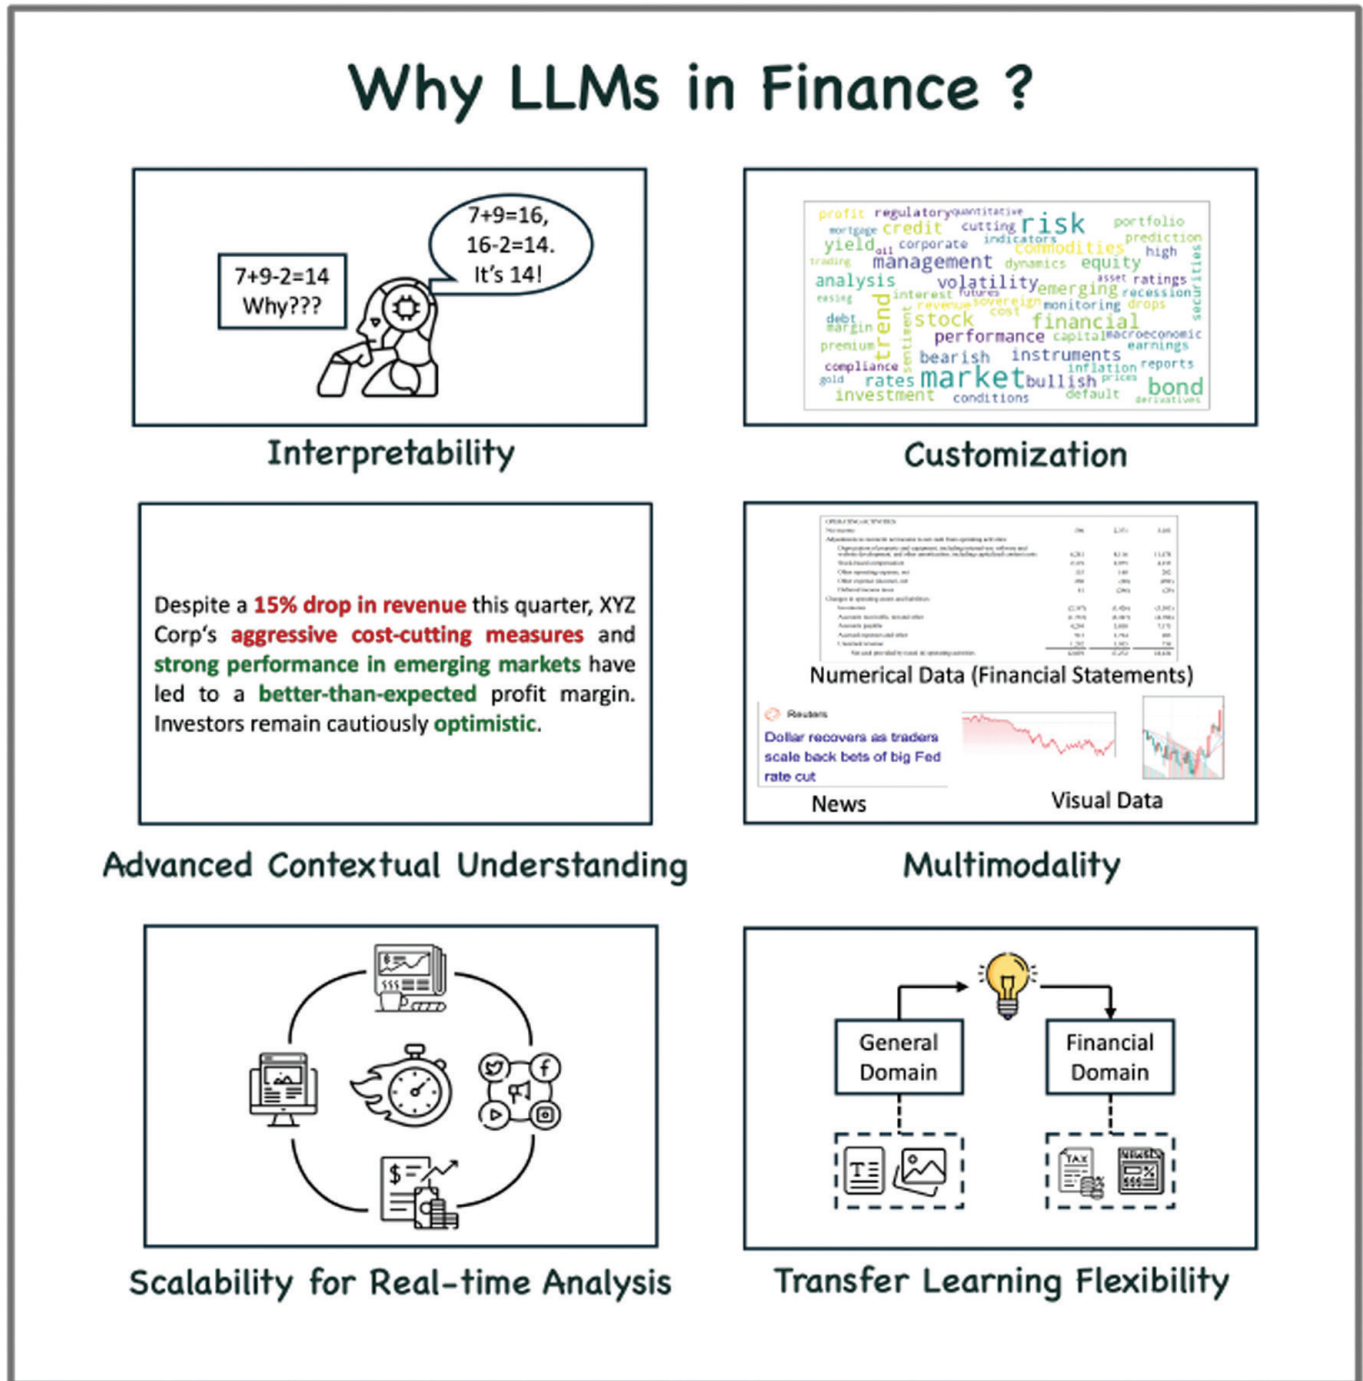 Why LLMs in Finance ?
7+9-2=14
Why???
7+9=16,
16-2=14.
It's 14!
Interpretability
profit regulatory quantitative
mortgage credit cutting risk portfolio
yield oil corporate indicators commodities prediction
trading management dynamics equity high
analysis volatility asset ratings securities
easing interest futures emerging recession
revenue sovereign cost monitoring drops
debt trend sentiment stock financial
margin performance capital macroeconomic
premium bearish instruments earnings
compliance inflation reports
gold rates market bullish prices bond
investment conditions default derivatives
Customization
Despite a 15% drop in revenue this quarter, XYZ
Corp‘s aggressive cost-cutting measures and
strong performance in emerging markets have
led to a better-than-expected profit margin.
Investors remain cautiously optimistic.
Advanced Contextual Understanding
Numerical Data (Financial Statements)
Reuters
Dollar recovers as traders
scale back bets of big Fed
rate cut
News
Visual Data
Multimodality
Scalability for Real-time Analysis
General
Domain
Financial
Domain
TAX
NEWS
Transfer Learning Flexibility